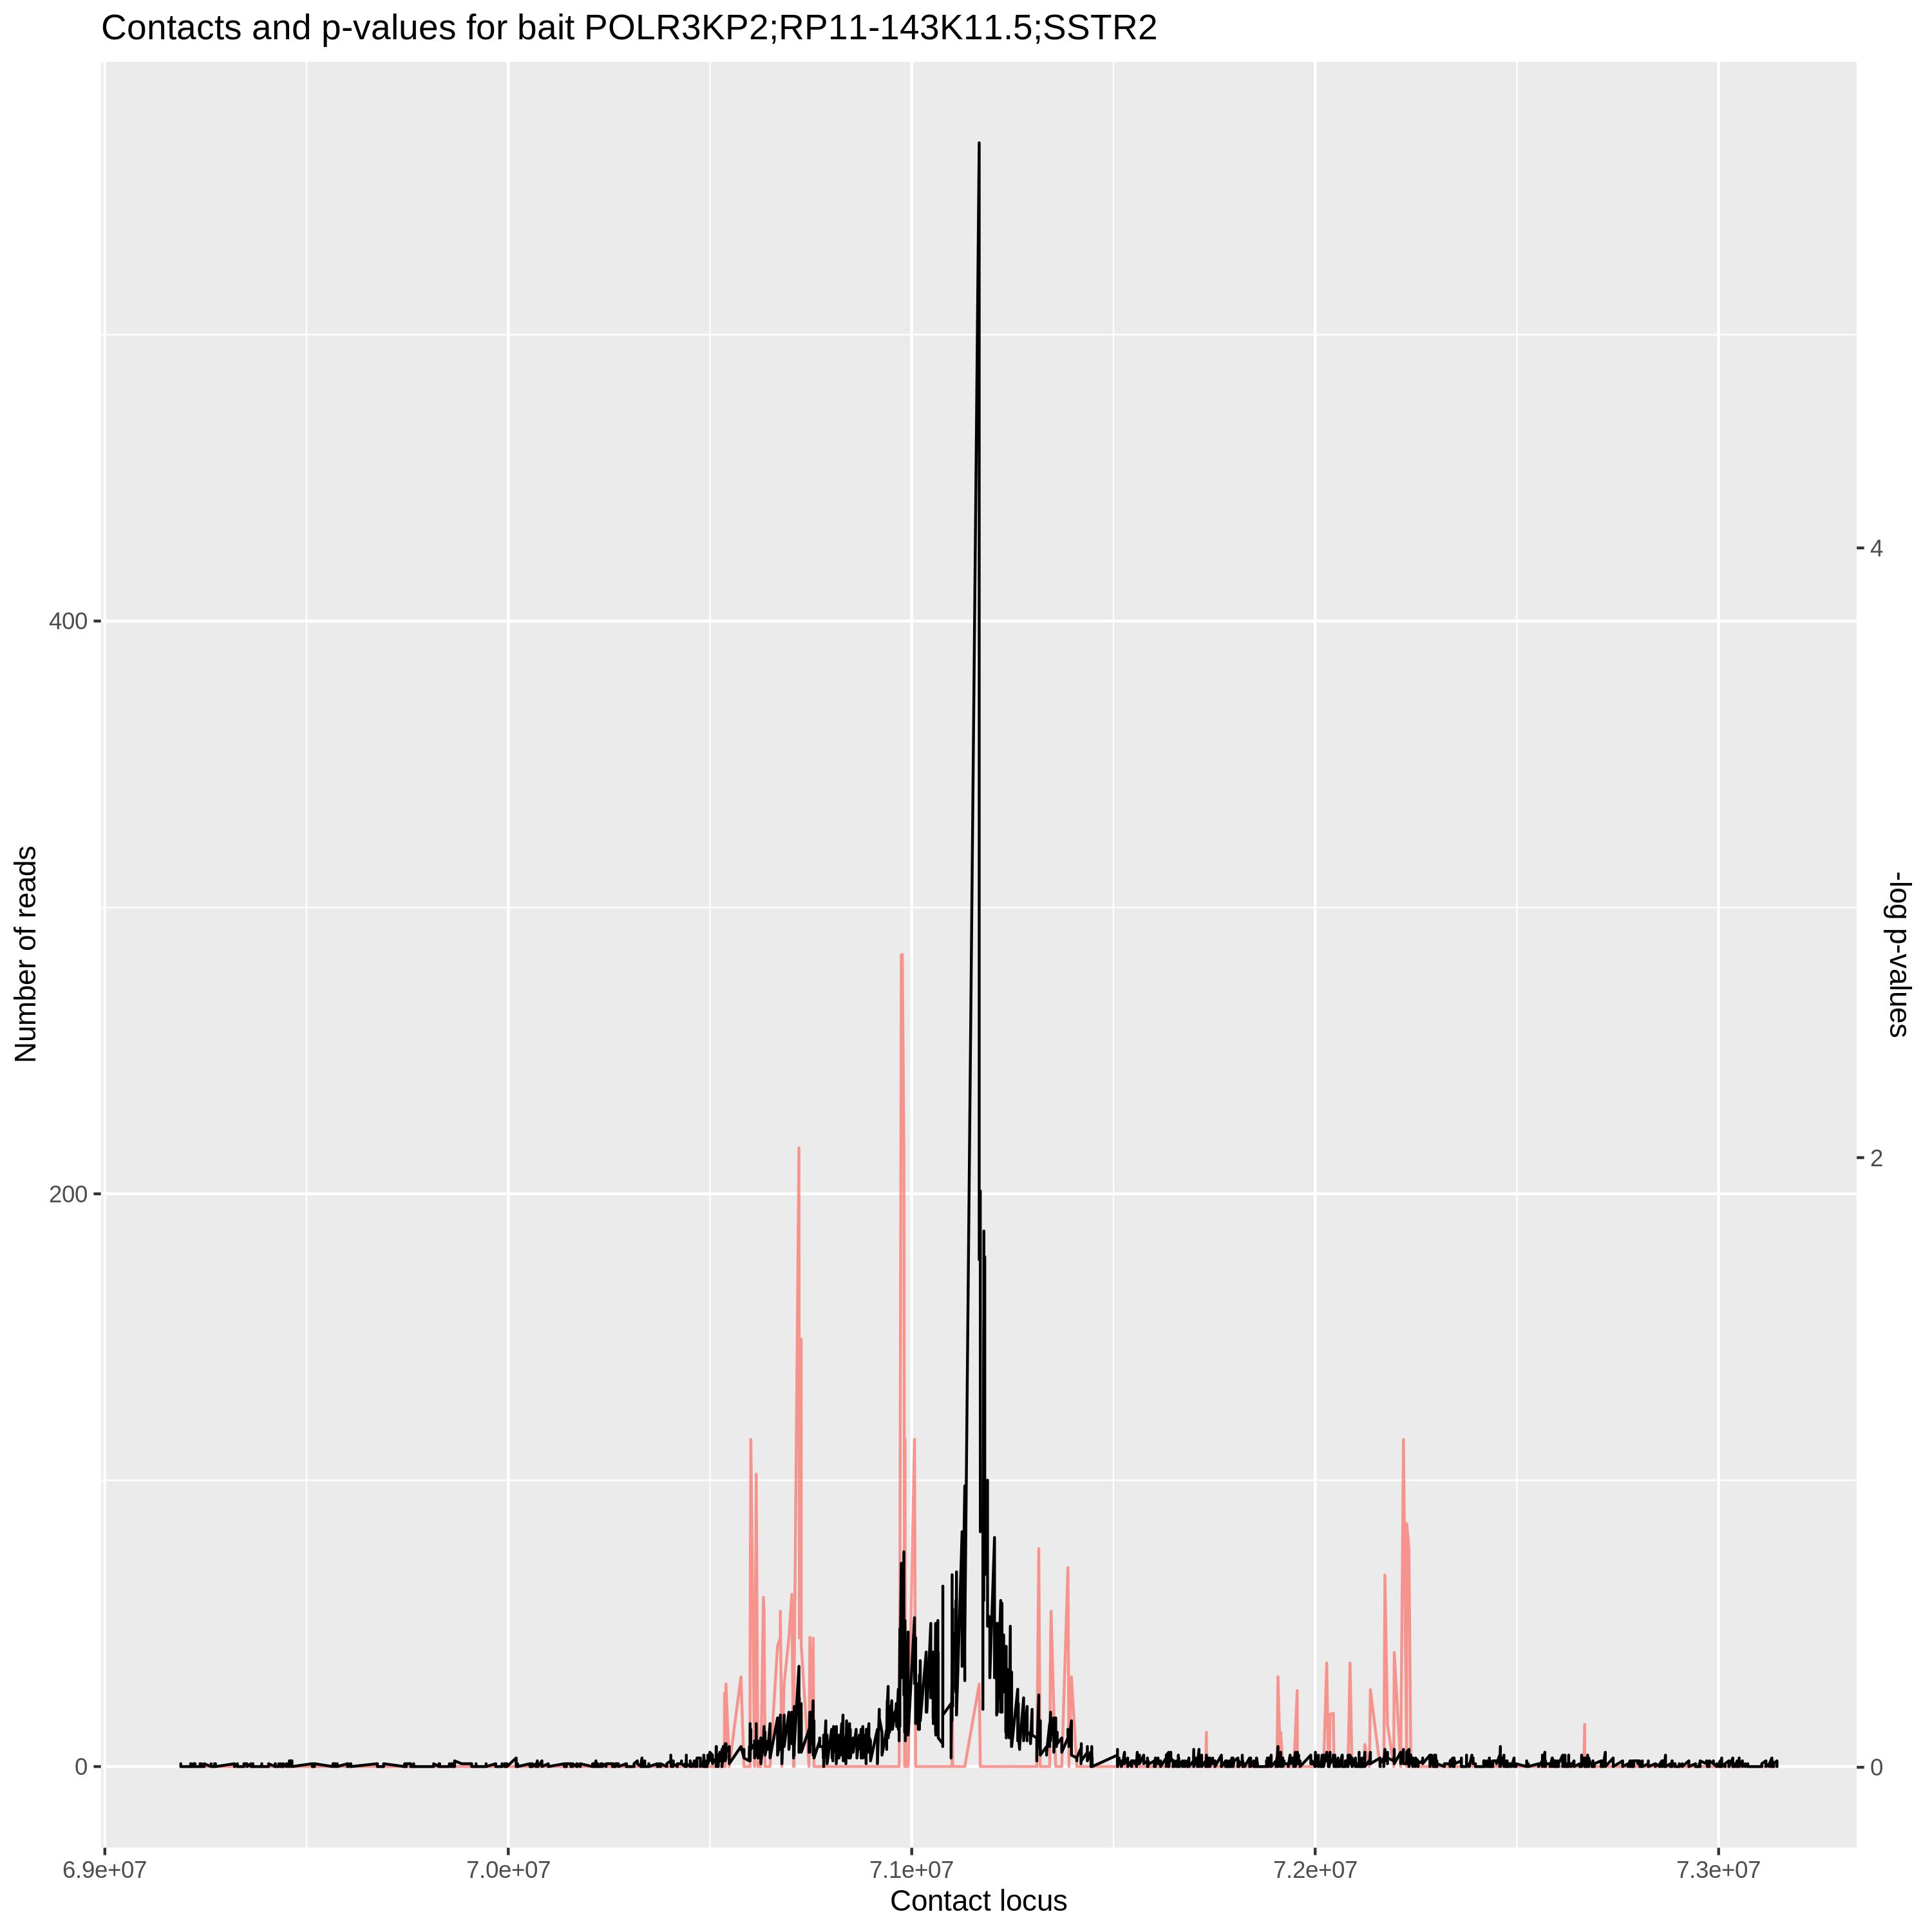 Contacts and p-values for bait POLR3KP2;RP11-143K11.5;SSTR2
Number of reads
400
200
0
4
2
0
-log p-values
6.9e+07
7.0e+07
7.1e+07
7.2e+07
7.3e+07
Contact locus